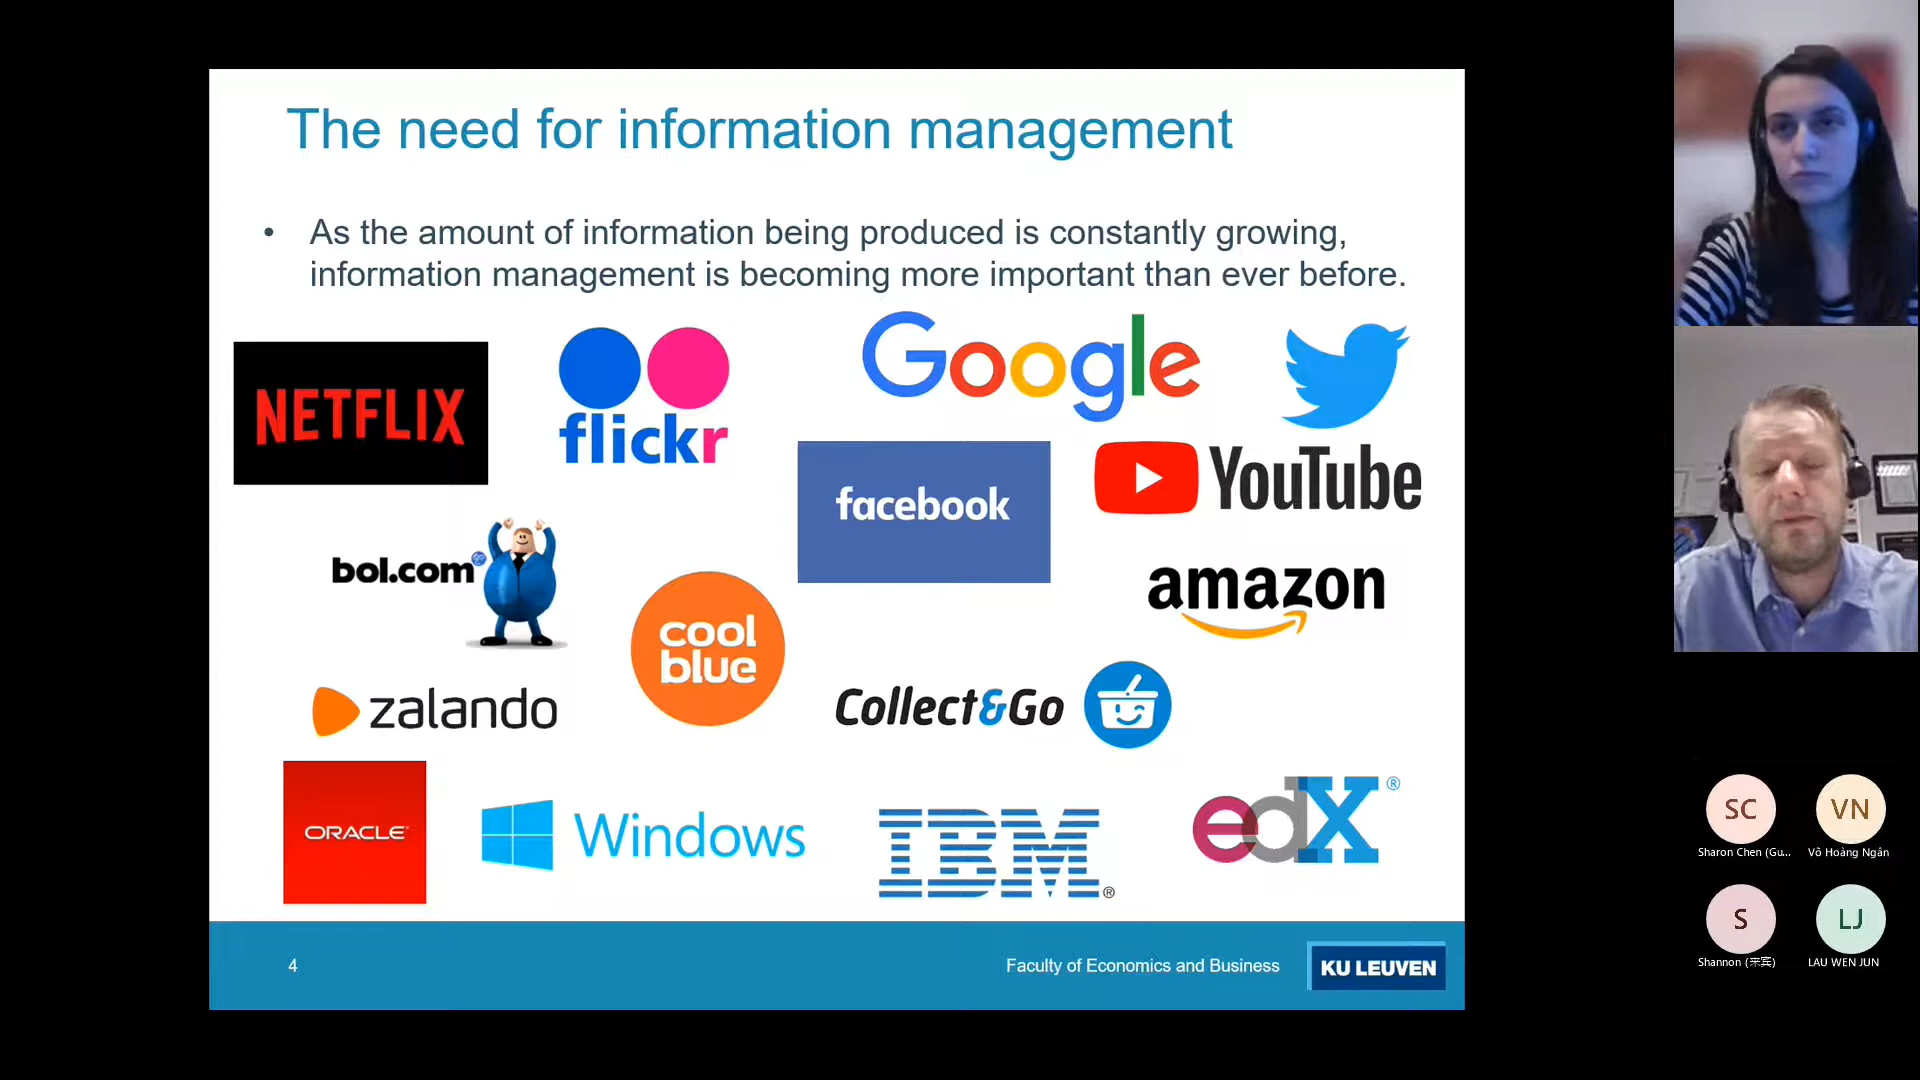 The need for information management
• As the amount of information being produced is constantly growing,
information management is becoming more important than ever before.
NETFLIX
flickr
Google
facebook
YouTube
bol.com
cool
blue
amazon
zalando
Collect&Go
ORACLE
Windows
IBM®
edX®
4
Faculty of Economics and Business
KU LEUVEN
SC
VN
Sharon Chen (Gu...
Võ Hoàng Ngân
S
LJ
Shannon (宗宾)
LAU WEN JUN